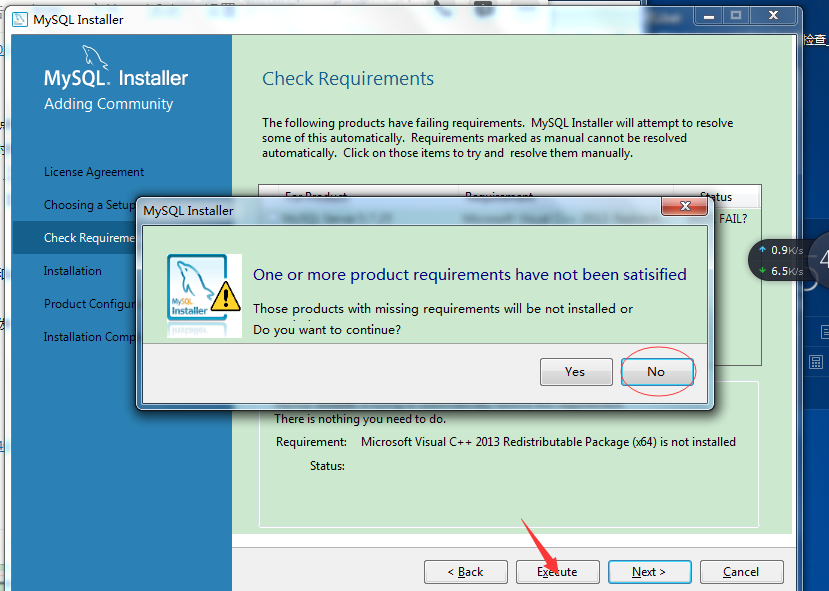 MySQL Installer
MySQL. Installer
Adding Community
License Agreement
Choosing a Setup
Check Requireme
Installation
Product Configur
Installation Comp
Check Requirements
The following products have failing requirements. MySQL Installer will attempt to resolve
some of this automatically. Requirements marked as manual cannot be resolved
automatically. Click on those items to try and resolve them manually.
For Product Requirement Status
FAIL?
MySQL Installer
MySQL
Installer
One or more product requirements have not been satisified
Those products with missing requirements will be not installed or
Do you want to continue?
Yes No
There is nothing you need to do.
Requirement: Microsoft Visual C++ 2013 Redistributable Package (x64) is not installed
Status:
< Back Execute Next > Cancel
检查
0.9K/s
6.5K/s
4